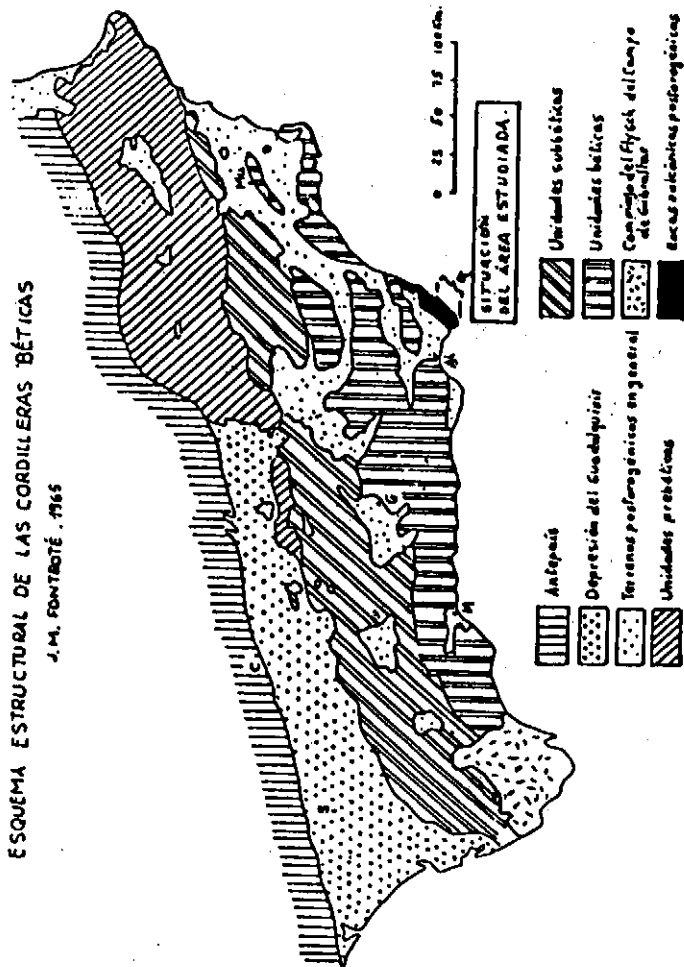 ESQUEMA ESTRUCTURAL DE LAS CORDILLERAS BÉTICAS
J.M. FONTBOTÉ, 1965
C
S
G
M
Al
Mu
0 25 50 75 100 Km.
SITUACIÓN
DEL ÁREA ESTUDIADA.
Antepaís
Depresión del Guadalquivir
Terrenos postorogénicos en general
Unidades prebéticas
Unidades subbéticas
Unidades béticas
Complejo del Flysch del Campo
de Gibraltar
Rocas volcánicas postorogénicas